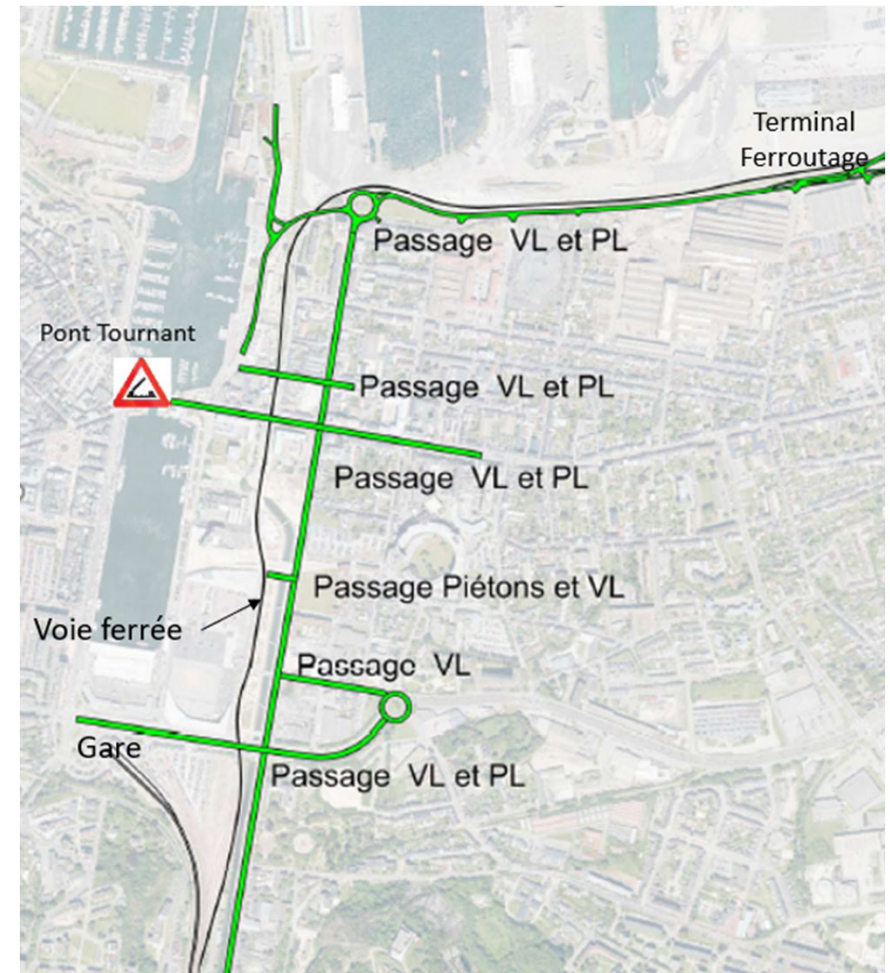 Terminal
Ferroutage
Passage VL et PL
Pont Tournant
Passage VL et PL
Passage VL et PL
Passage Piétons et VL
Voie ferrée
Passage VL
Gare
Passage VL et PL